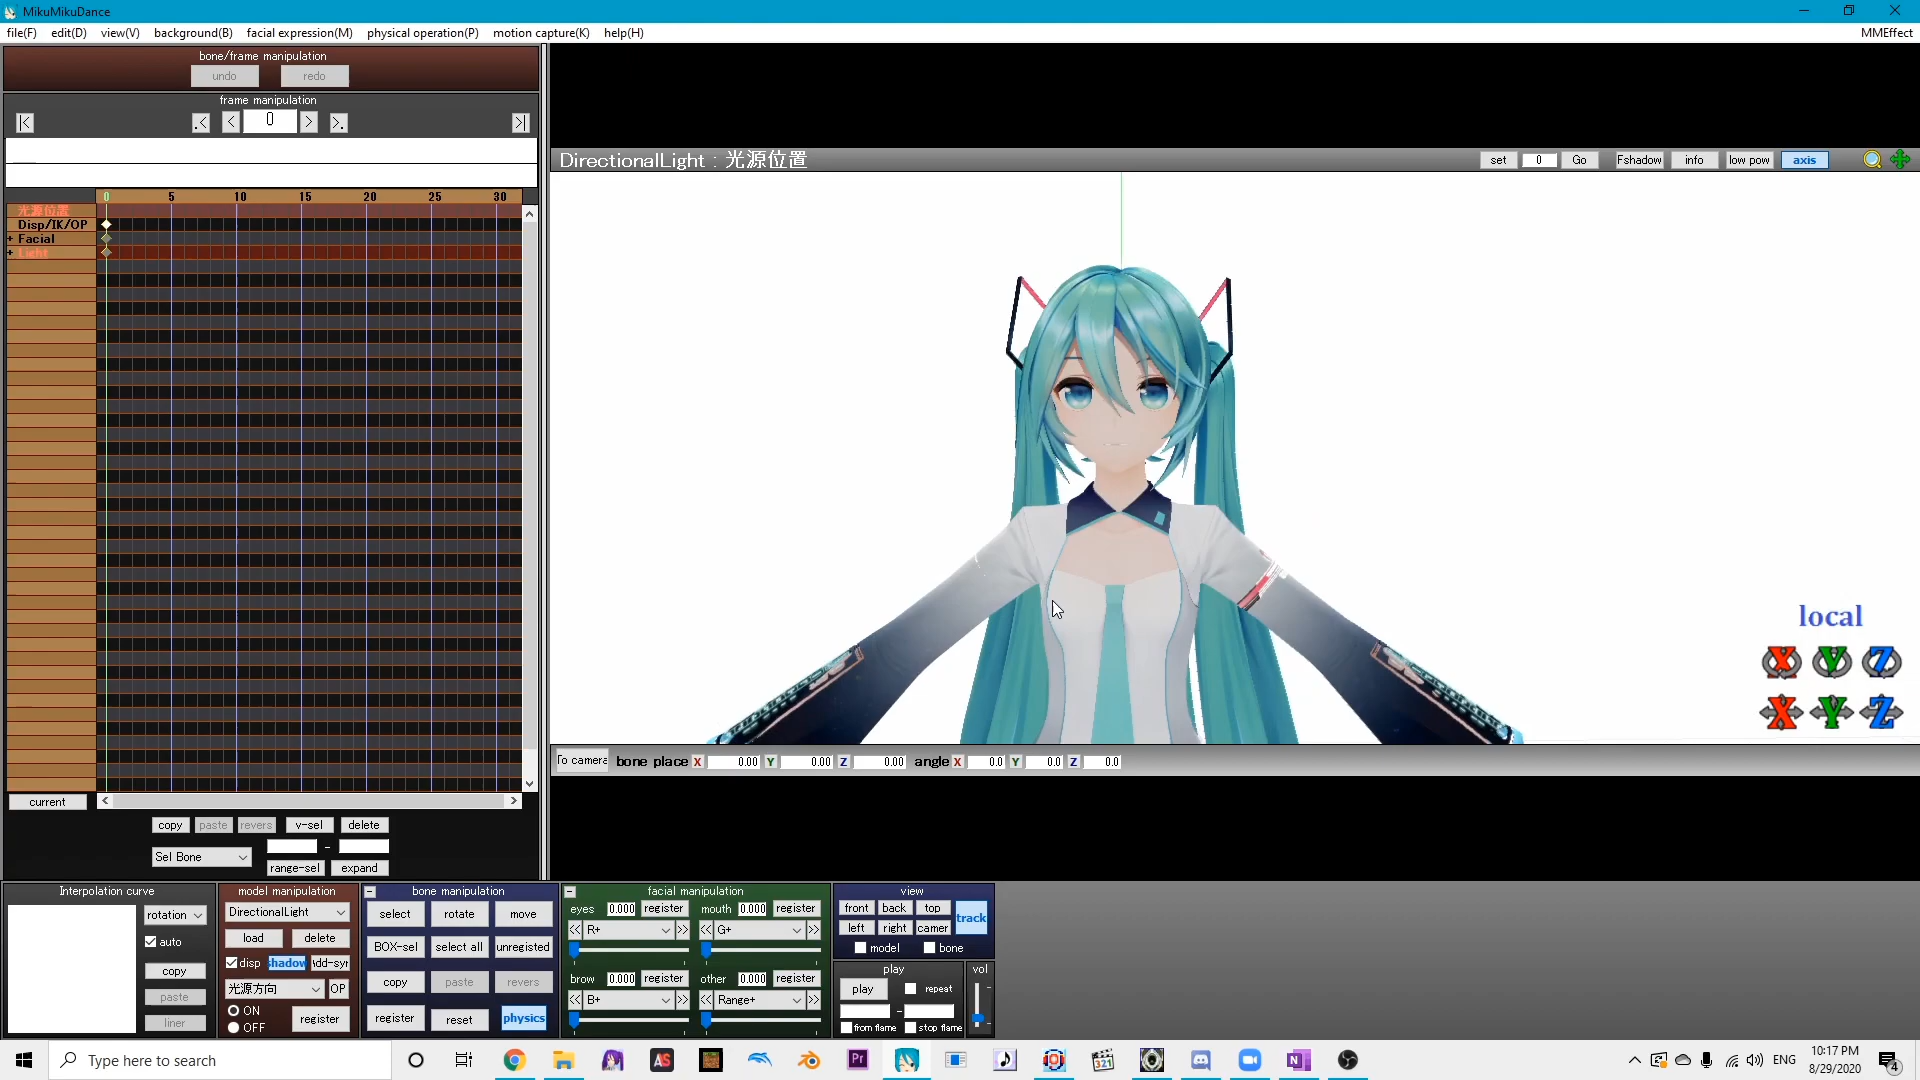 MikuMikuDance
file(F) edit(D) view(V) background(B) facial expression(M) physical operation(P) motion capture(K) help(H) MMEffect
bone/frame manipulation
undo redo
frame manipulation
|< .< < 0 > >. >|
DirectionalLight : 光源位置 set 0 Go Fshadow info low pow axis
0 5 10 15 20 25 30
光源位置
Disp/IK/OP
+ Facial
+ Light
local
X Y Z
X Y Z
To camera bone place X 0.00 Y 0.00 Z 0.00 angle X 0.0 Y 0.0 Z 0.0
current
copy paste revers v-sel delete
Sel Bone -
range-sel expand
Interpolation curve
rotation
auto
copy
paste
liner
model manipulation
DirectionalLight
load delete
disp shadow
光源方向 OP
ON
OFF
register
bone manipulation
select rotate move
BOX-sel select all unregisted
copy paste revers
register reset physics
facial manipulation
eyes 0.000 register mouth 0.000 register
<< R+ >> << G+ >>
brow 0.000 register other 0.000 register
<< B+ >> << Range+ >>
view
front back top
left right camer
track
model bone
play
play repeat
-
from flame stop flame
vol
Type here to search
AS
Pr
321
N
ENG
10:17 PM
8/29/2020
4